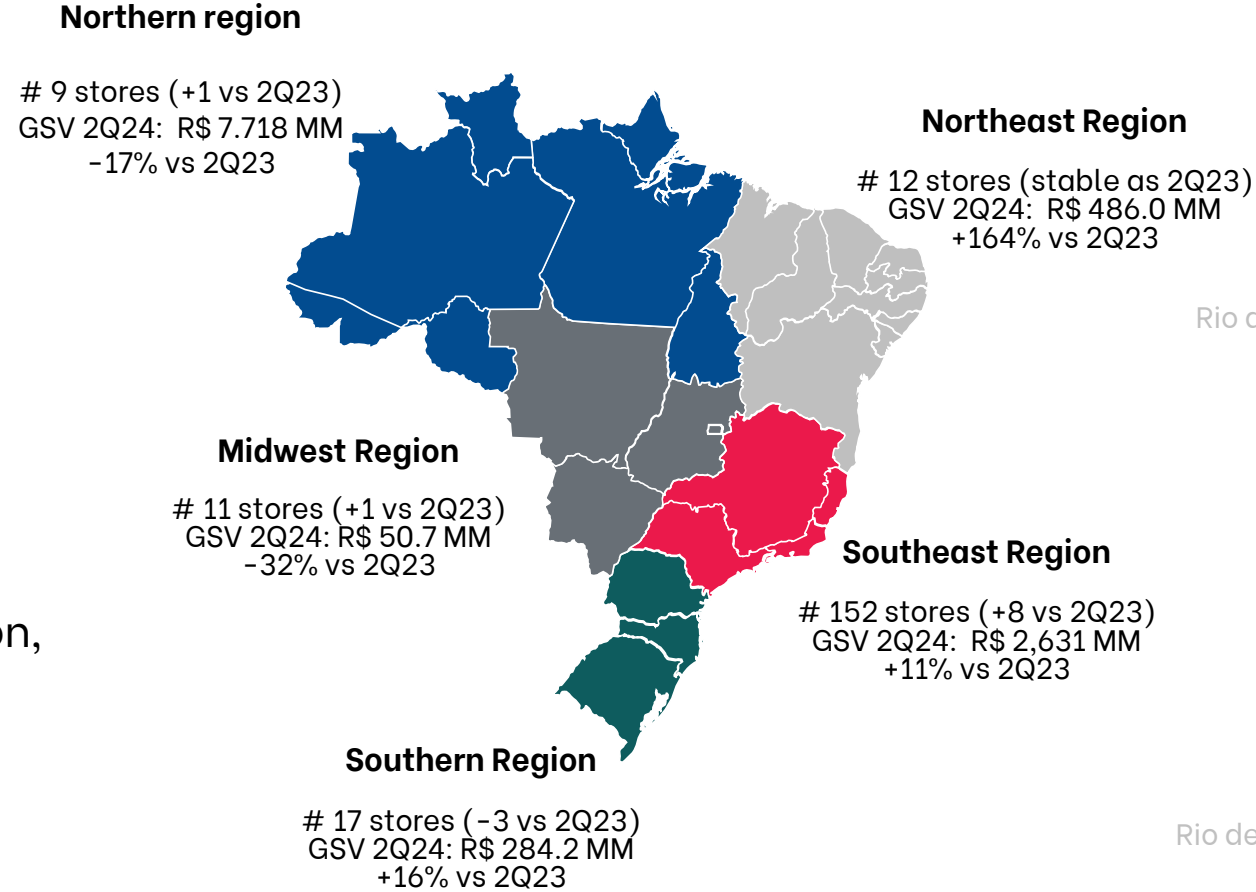 Northern region
# 9 stores (+1 vs 2Q23)
GSV 2Q24: R$ 7.718 MM
-17% vs 2Q23
Northeast Region
# 12 stores (stable as 2Q23)
GSV 2Q24: R$ 486.0 MM
+164% vs 2Q23
Rio
Midwest Region
# 11 stores (+1 vs 2Q23)
GSV 2Q24: R$ 50.7 MM
-32% vs 2Q23
Southeast Region
# 152 stores (+8 vs 2Q23)
GSV 2Q24: R$ 2,631 MM
+11% vs 2Q23
on,
Southern Region
# 17 stores (-3 vs 2Q23)
GSV 2Q24: R$ 284.2 MM
+16% vs 2Q23
Rio de